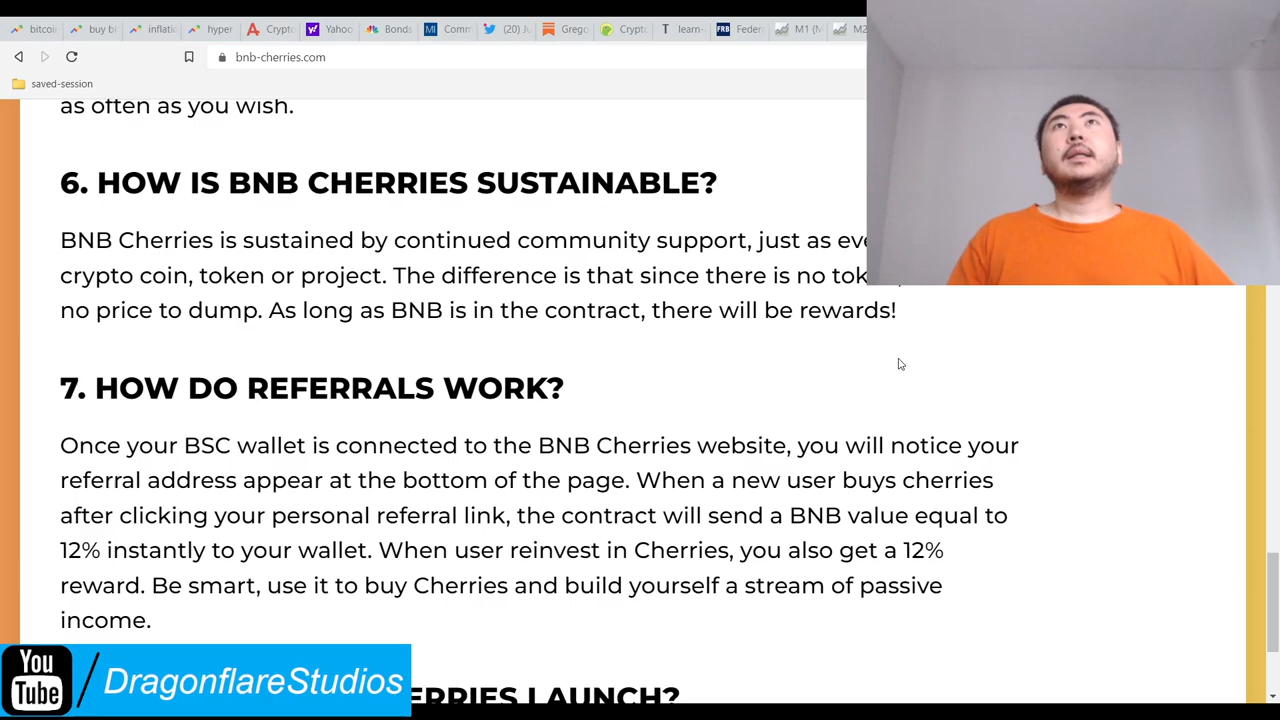 bitcoi
buy b
inflati
hyper
Crypto
Yahoo
Bonds
MI
Comm
(20) J
Grego
Crypto
T
learn-
FRB
Feder
M1 (M
M2
bnb-cherries.com
saved-session
as often as you wish.
6. HOW IS BNB CHERRIES SUSTAINABLE?
BNB Cherries is sustained by continued community support, just as eve
crypto coin, token or project. The difference is that since there is no tok
no price to dump. As long as BNB is in the contract, there will be rewards!
7. HOW DO REFERRALS WORK?
Once your BSC wallet is connected to the BNB Cherries website, you will notice your
referral address appear at the bottom of the page. When a new user buys cherries
after clicking your personal referral link, the contract will send a BNB value equal to
12% instantly to your wallet. When user reinvest in Cherries, you also get a 12%
reward. Be smart, use it to buy Cherries and build yourself a stream of passive
income.
ERRIES LAUNCH?
You
Tube
/DragonflareStudios